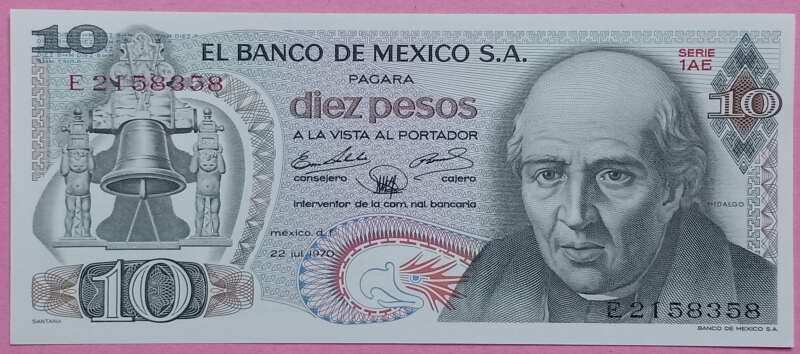 10
EL BANCO DE MEXICO S.A.
SERIE
1AE
E 2158358
PAGARA
diez pesos
10
A LA VISTA AL PORTADOR
consejero
cajero
interventor de la com. nal. bancaria
HIDALGO
méxico. d. f.
22 jul. 1970
10
E 2158358
SANTANA
BANCO DE MEXICO